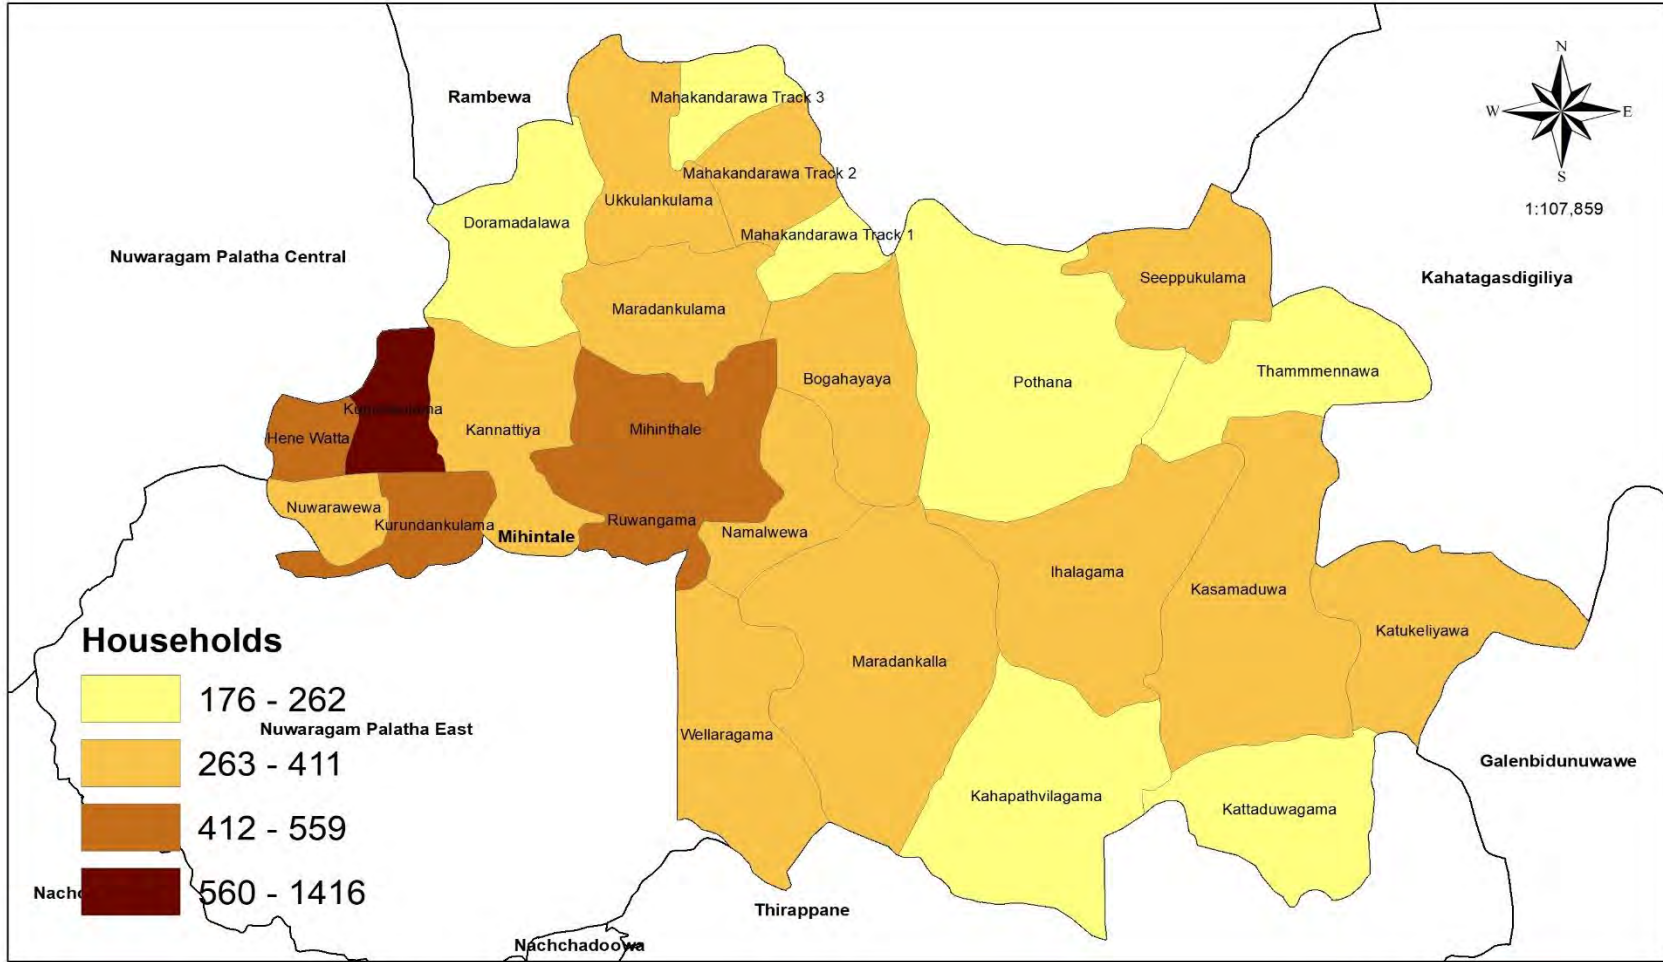 N
Rambewa
Mahakandarawa Track 3
W
E
S
Mahakandarawa Track 2
Ukkulankulama
1:107,859
Doramadalawa
Mahakandarawa Track 1
Nuwaragam Palatha Central
Seeppukulama
Kahatagasdigiliya
Maradankulama
Thammmennawa
Bogahayaya
Pothana
Kannattiya
Mihinthale
Hene Watta
Nuwarawewa
Kurundankulama
Ruwangama
Mihintale
Namalwewa
Ihalagama
Kasamaduwa
Katukeliyawa
Maradankalla
Households
176 - 262
Nuwaragam Palatha East
Wellaragama
263 - 411
Galenbidunuwawe
Kahapathvilagama
Kattaduwagama
412 - 559
560 - 1416
Thirappane
Nachchadoowa